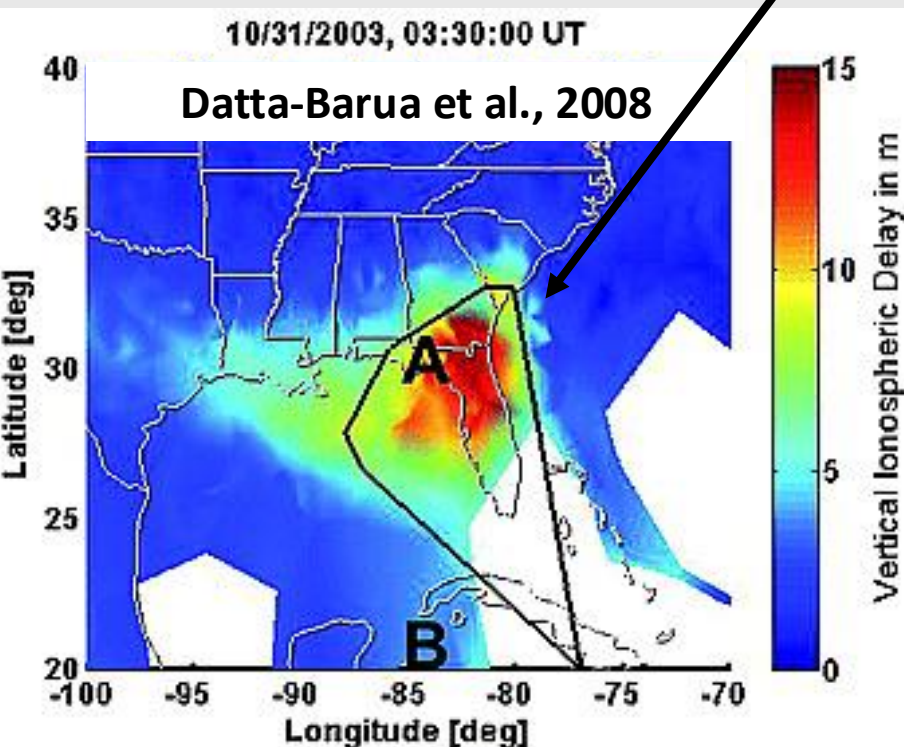 10/31/2003, 03:30:00 UT
Datta-Barua et al., 2008
40
35
30
25
20
Latitude [deg]
A
B
-100 -95 -90 -85 -80 -75 -70
Longitude [deg]
15
10
5
0
Vertical Ionospheric Delay in m